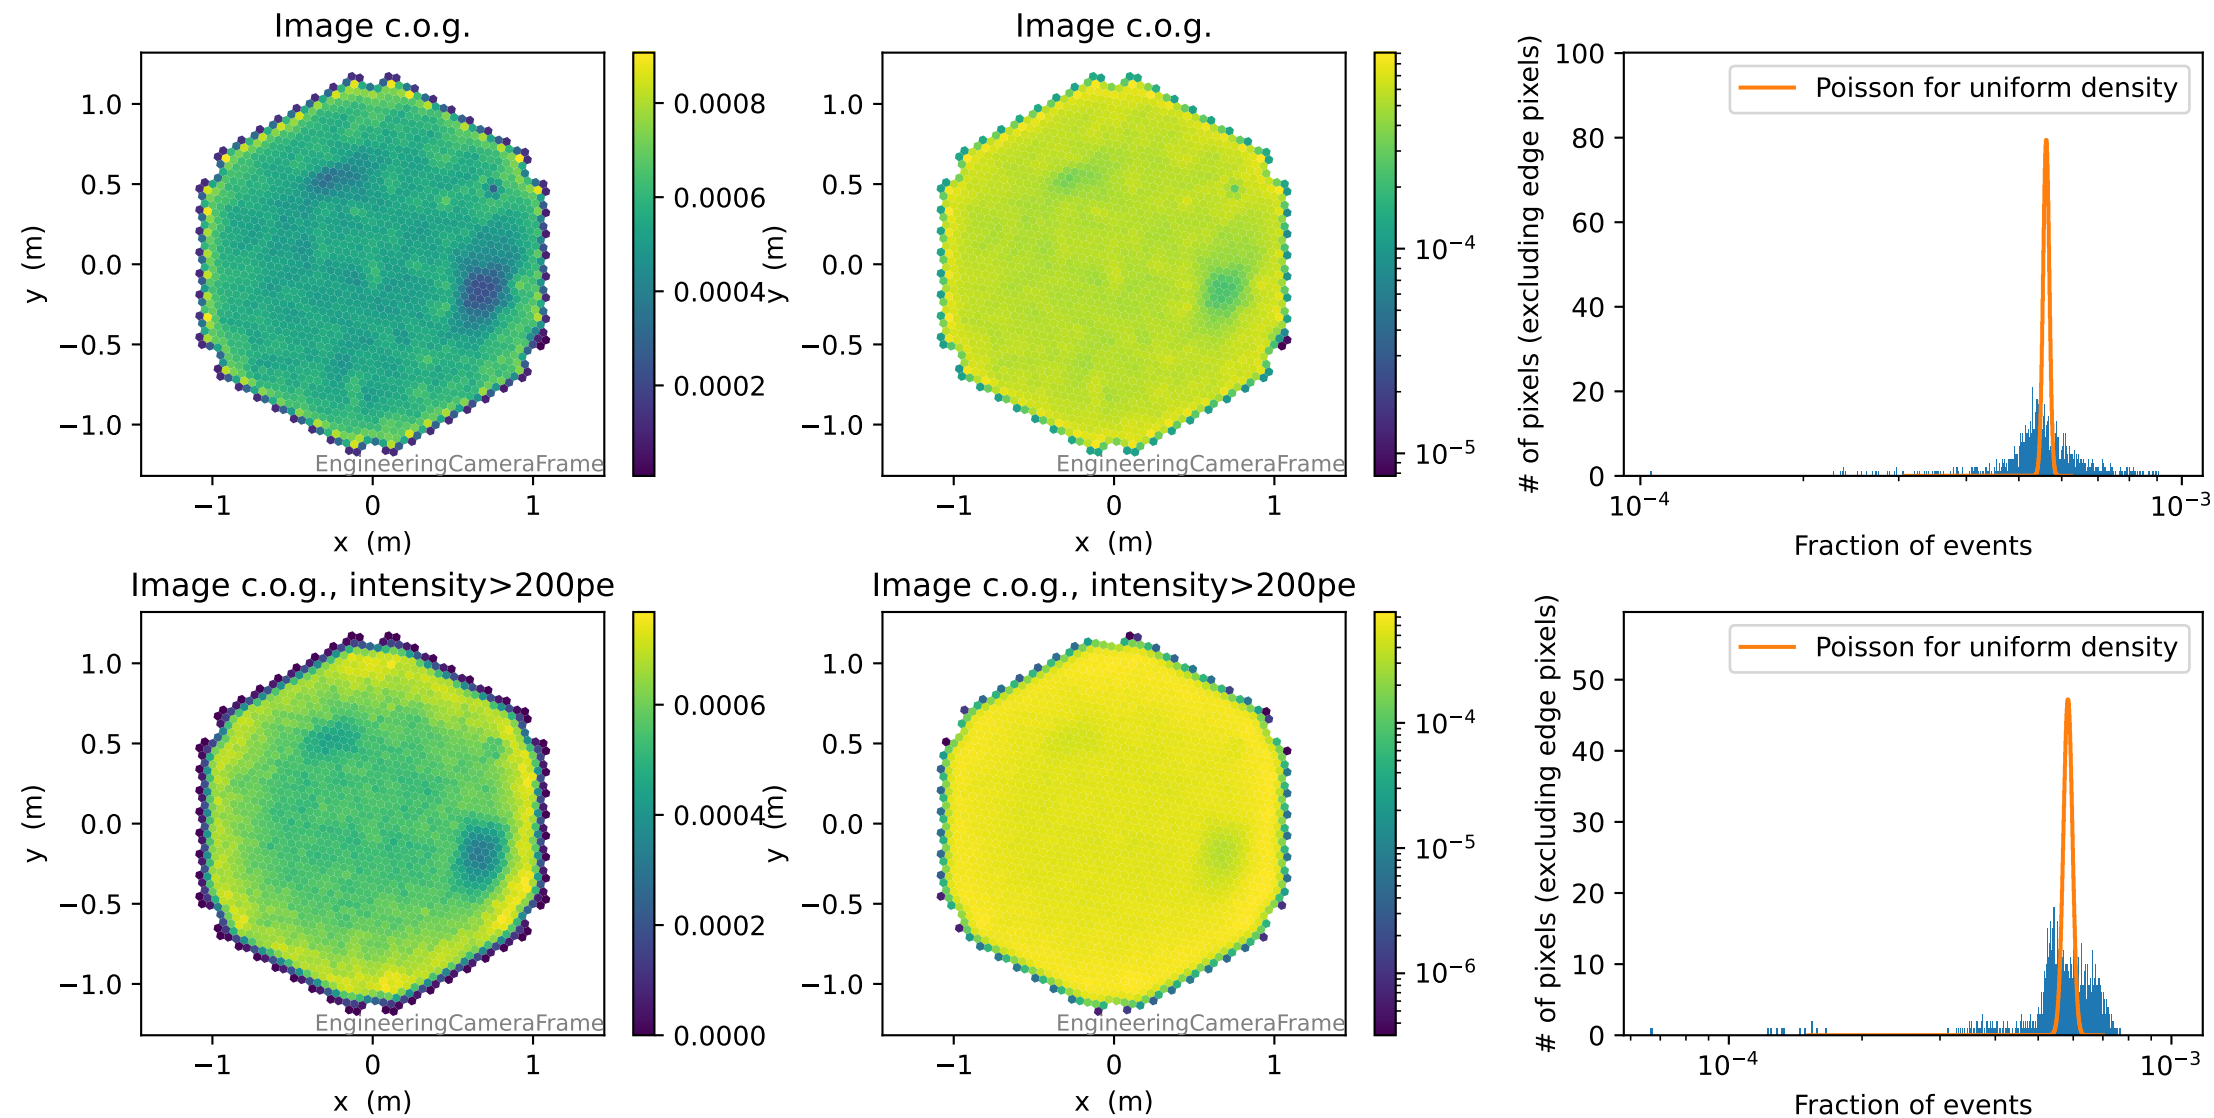 Image c.o.g.
y (m)
1.0
0.5
0.0
−0.5
−1.0
−1
0
1
x (m)
EngineeringCameraFrame
0.0008
0.0006
0.0004
0.0002
Image c.o.g.
y (m)
1.0
0.5
0.0
−0.5
−1.0
−1
0
1
x (m)
EngineeringCameraFrame
10⁻⁴
10⁻⁵
# of pixels (excluding edge pixels)
100
80
60
40
20
0
Poisson for uniform density
10⁻⁴
10⁻³
Fraction of events
Image c.o.g., intensity>200pe
y (m)
1.0
0.5
0.0
−0.5
−1.0
−1
0
1
x (m)
EngineeringCameraFrame
0.0006
0.0004
0.0002
0.0000
Image c.o.g., intensity>200pe
y (m)
1.0
0.5
0.0
−0.5
−1.0
−1
0
1
x (m)
EngineeringCameraFrame
10⁻⁴
10⁻⁵
10⁻⁶
# of pixels (excluding edge pixels)
50
40
30
20
10
0
Poisson for uniform density
10⁻⁴
10⁻³
Fraction of events